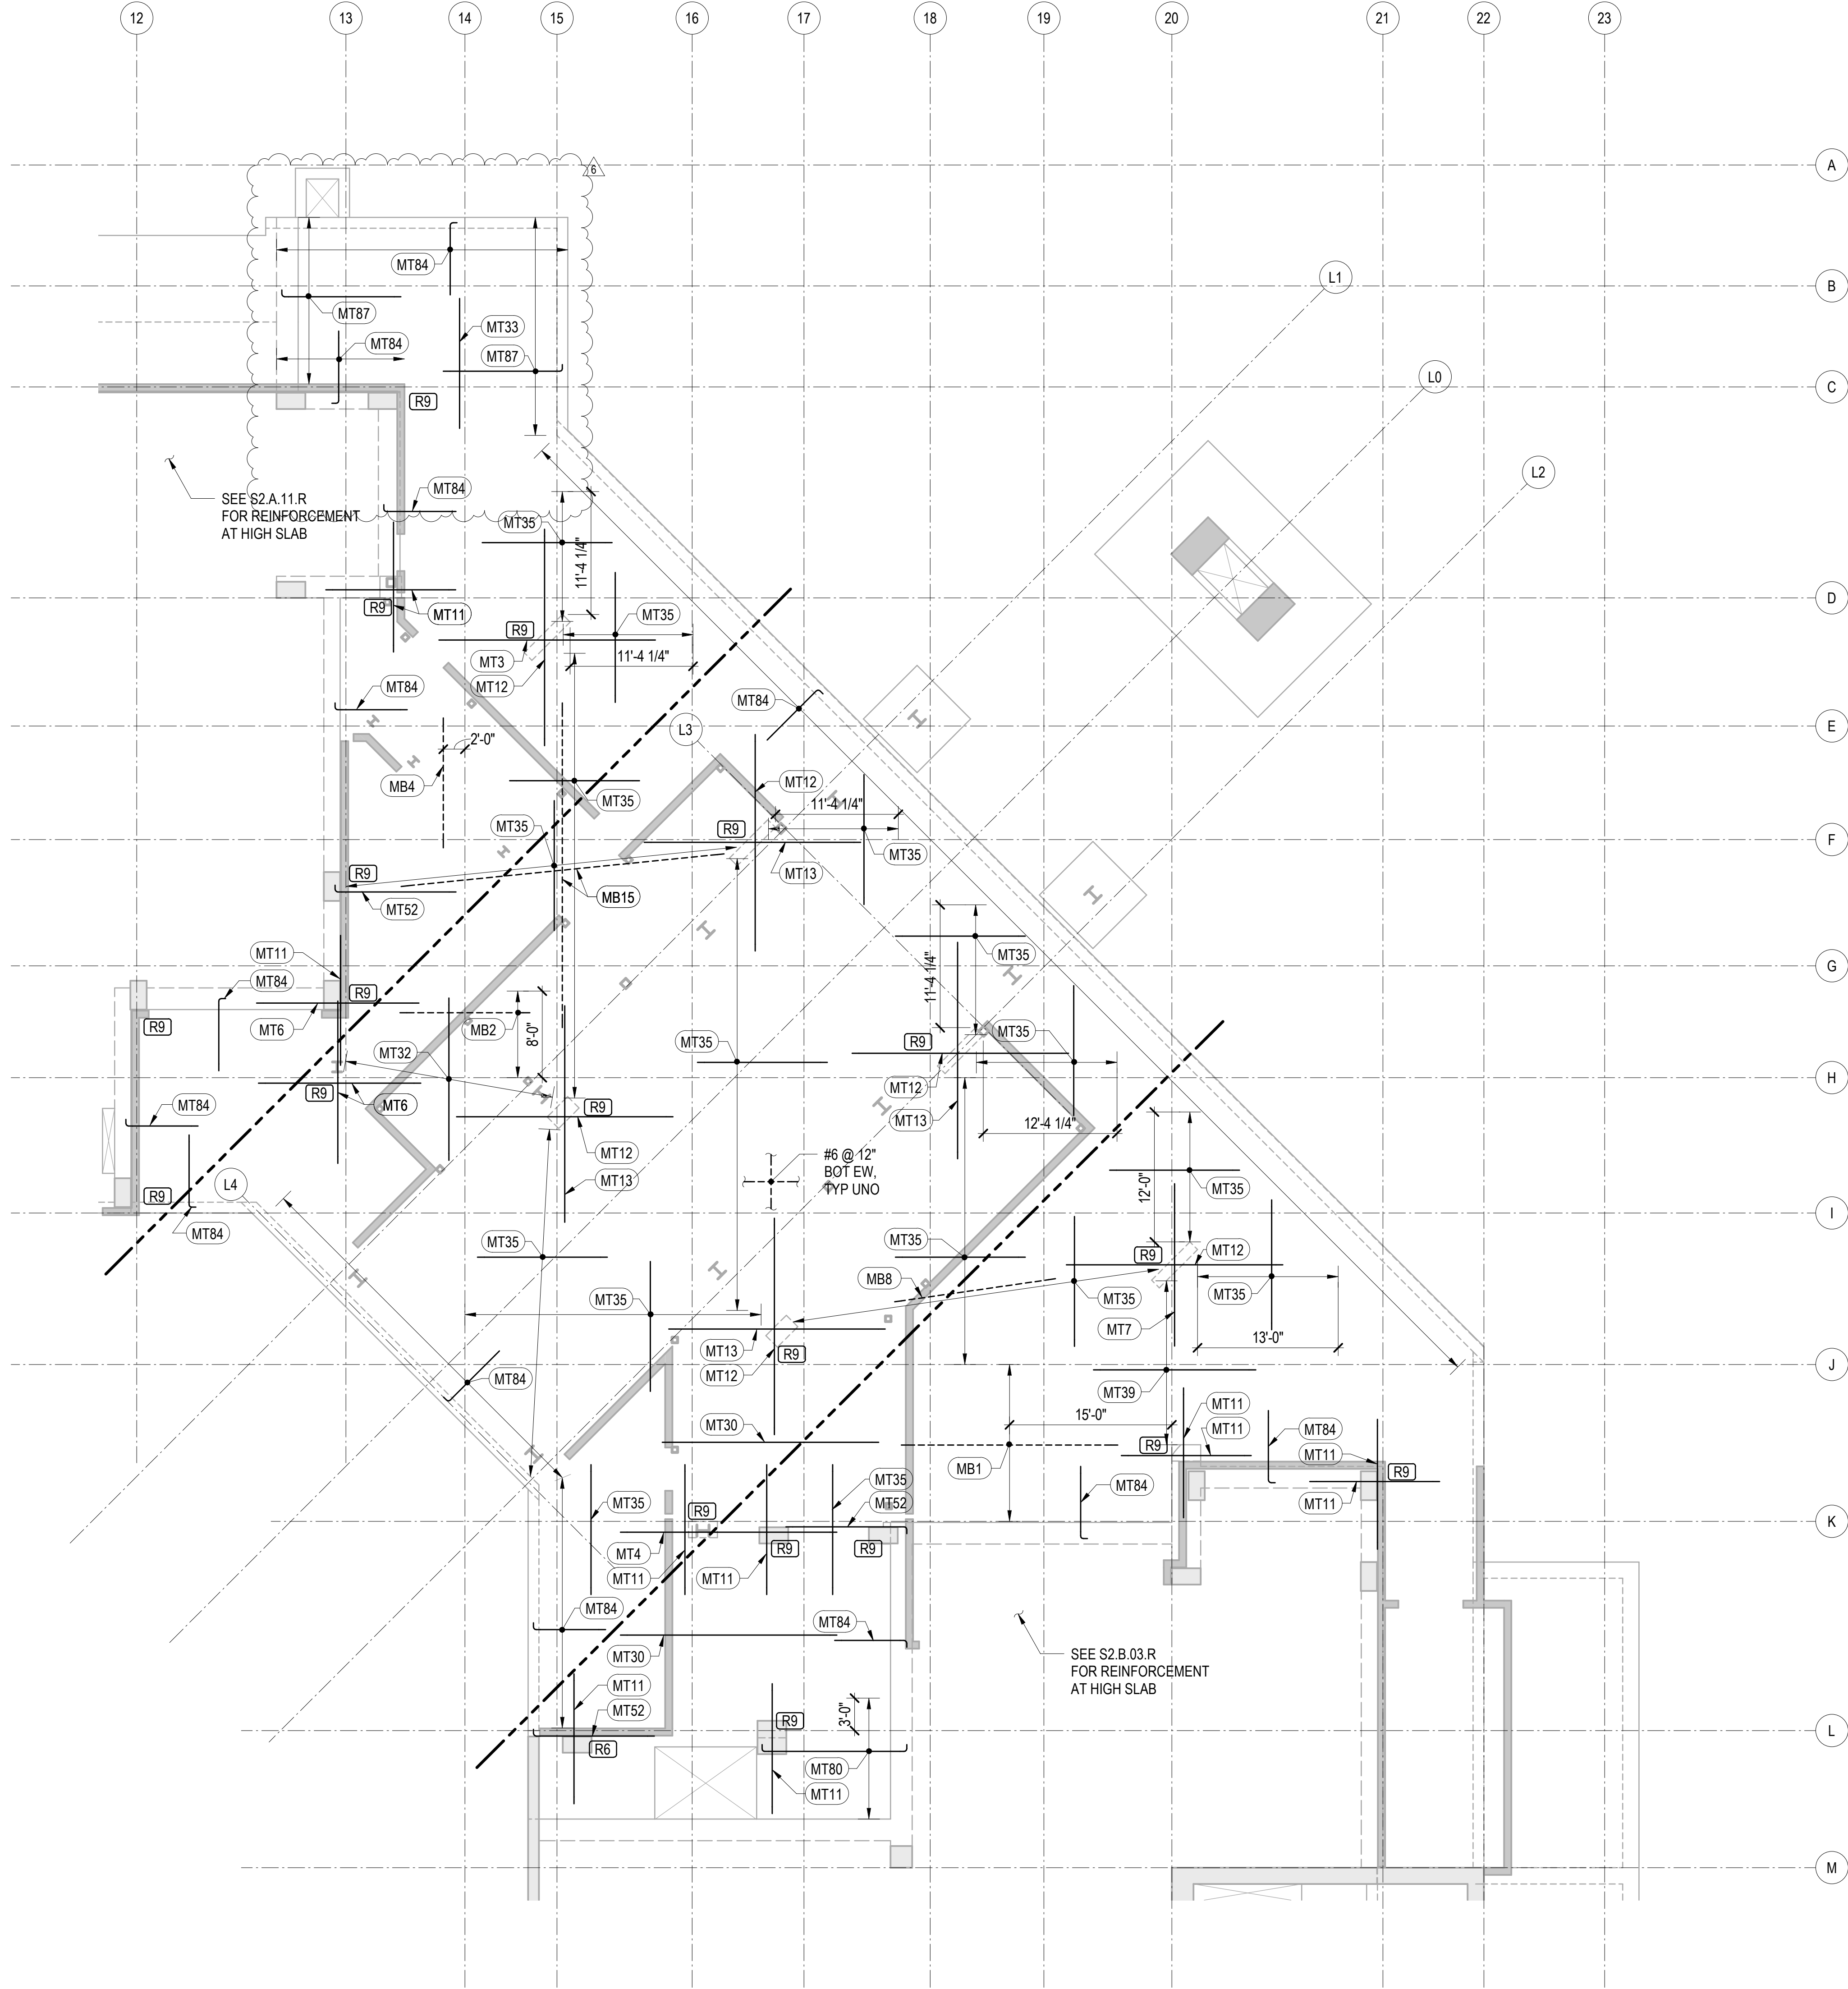 12
13
14
15
16
17
18
19
20
21
22
23
A
6
MT84
B
L1
MT87
MT33
MT84
MT87
L0
C
R9
L2
MT84
SEE S2.A.11.R
FOR REINFORCEMENT
AT HIGH SLAB
MT35
11'-4 1/4"
D
R9
MT11
R9
MT35
11'-4 1/4"
MT3
MT12
MT84
MT84
L3
E
2'-0"
MB4
MT12
MT35
11'-4 1/4"
MT35
R9
F
MT35
MT13
R9
MB15
MT52
MT11
MT35
G
MT84
11'-4 1/4"
R9
R9
MT6
MB2
8'-0"
MT35
MT35
R9
MT32
H
R9
MT12
MT84
MT6
R9
MT13
12'-4 1/4"
MT12
#6 @ 12"
BOT EW,
TYP UNO
MT13
L4
12'-0"
MT35
R9
I
MT84
MT35
MT35
R9
MT12
MB8
MT35
MT35
MT35
MT7
13'-0"
MT13
R9
MT12
J
MT84
MT39
15'-0"
MT11
MT30
MT11
MT84
R9
MT11
MB1
R9
MT35
MT84
MT35
MT52
MT11
R9
K
MT4
R9
R9
MT11
MT11
MT84
MT84
MT30
SEE S2.B.03.R
FOR REINFORCEMENT
AT HIGH SLAB
MT11
MT52
3'-0"
R9
L
R6
MT80
MT11
M